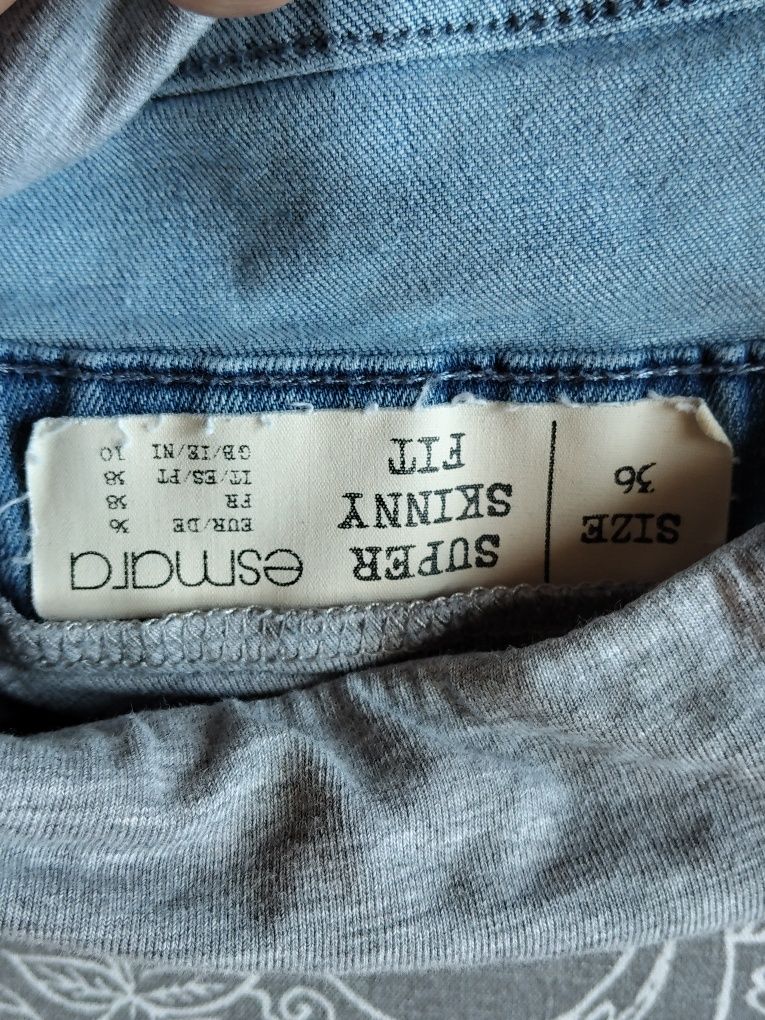 SIZE
36
SUPER
SKINNY
FIT
esmara
EUR/DE 36
FR 38
IT/ES/PT 38
GB/IE/NI 10